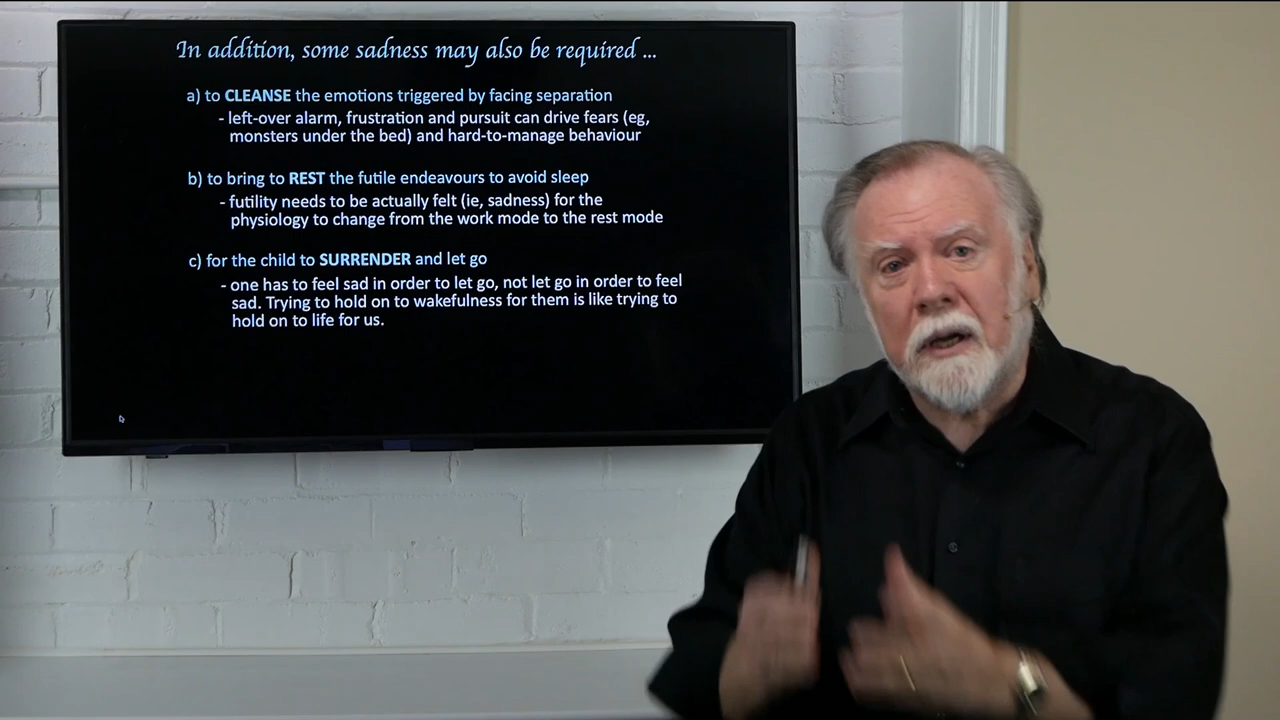 In addition, some sadness may also be required ...
a) to CLEANSE the emotions triggered by facing separation
- left-over alarm, frustration and pursuit can drive fears (eg,
monsters under the bed) and hard-to-manage behaviour
b) to bring to REST the futile endeavours to avoid sleep
- futility needs to be actually felt (ie, sadness) for the
physiology to change from the work mode to the rest mode
c) for the child to SURRENDER and let go
- one has to feel sad in order to let go, not let go in order to feel
sad. Trying to hold on to wakefulness for them is like trying to
hold on to life for us.